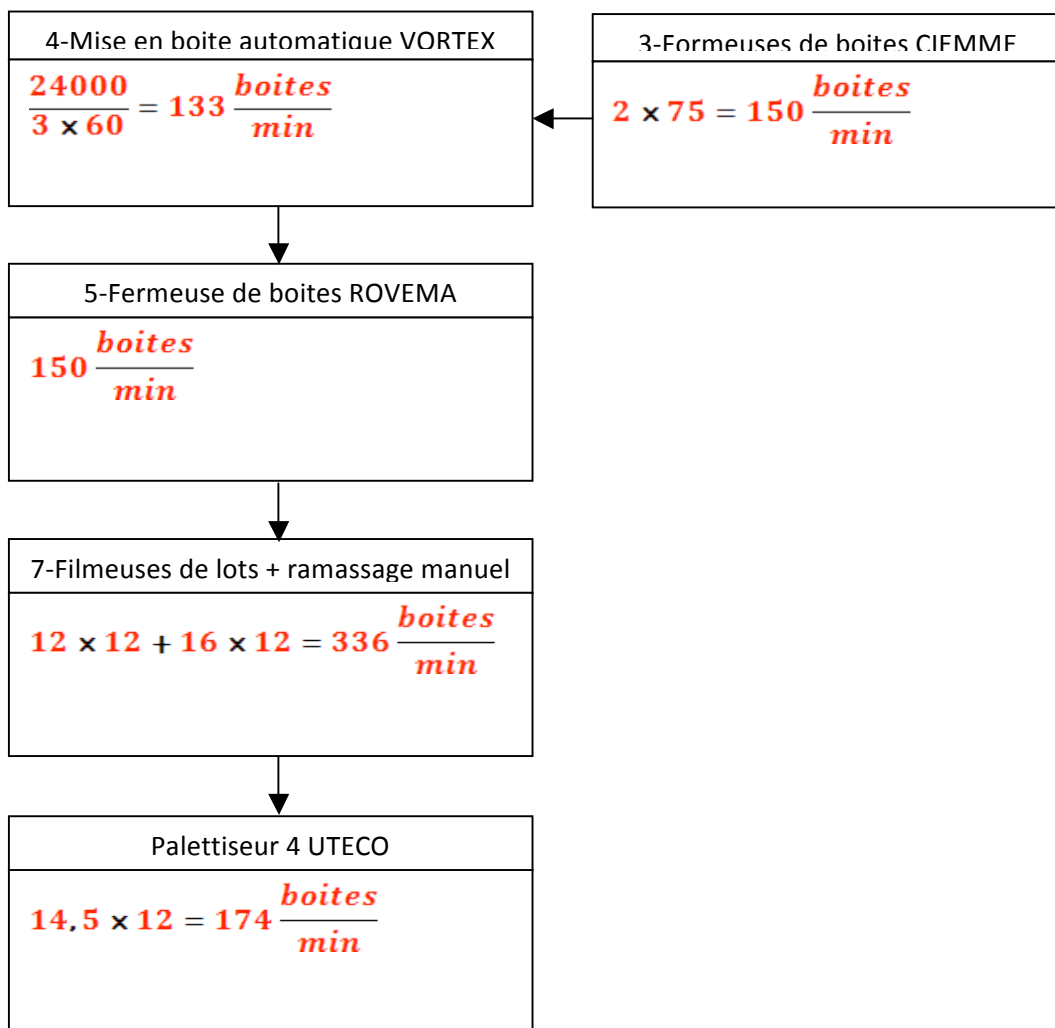 4-Mise en boite automatique VORTEX
24000 / 3 × 60 = 133 boites / min
3-Formeuses de boites CIEMME
2 × 75 = 150 boites / min
5-Fermeuse de boites ROVEMA
150 boites / min
7-Filmeuses de lots + ramassage manuel
12 × 12 + 16 × 12 = 336 boites / min
Palettiseur 4 UTECO
14,5 × 12 = 174 boites / min